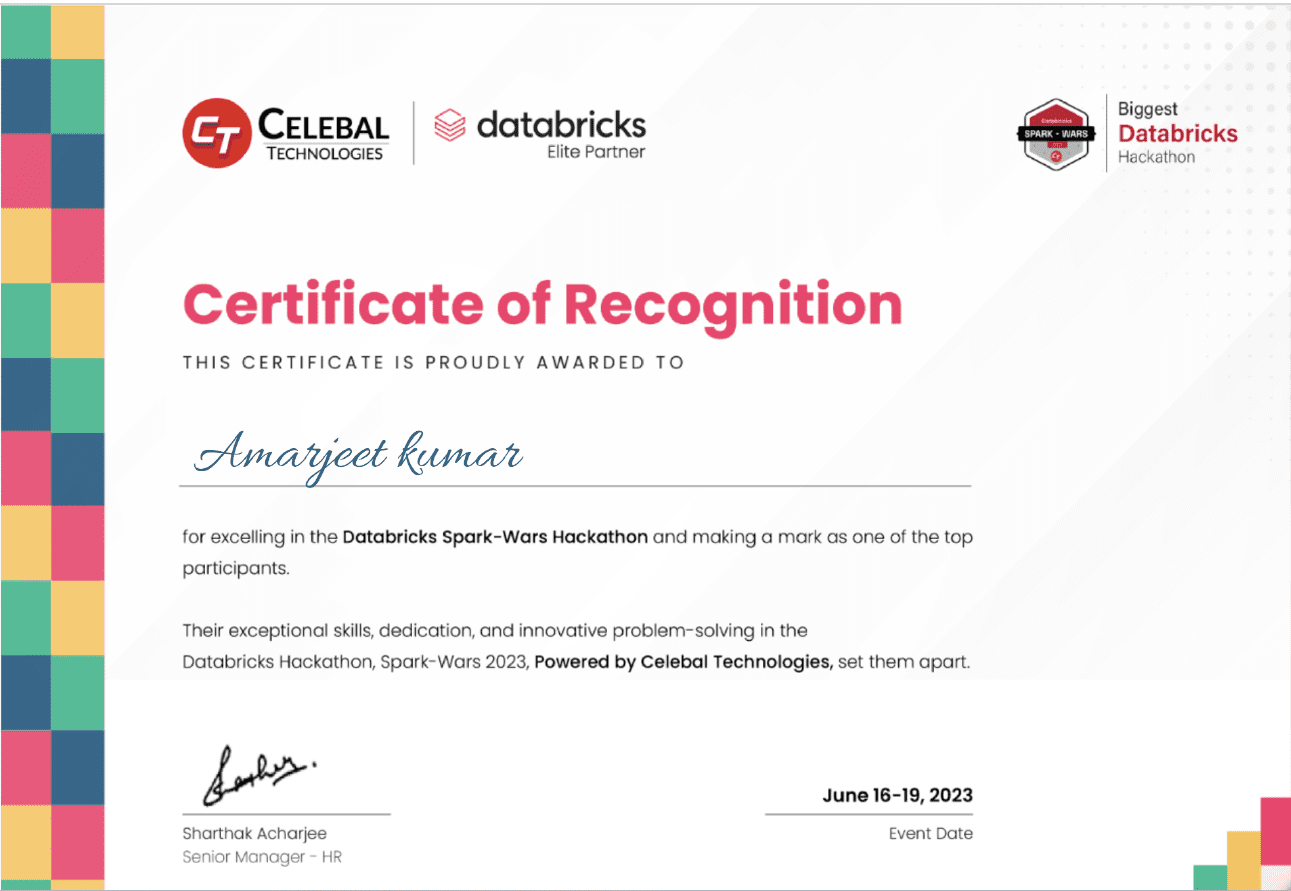 CT CELEBAL TECHNOLOGIES
databricks
Elite Partner
Databricks
SPARK - WARS
CT
Biggest
Databricks
Hackathon
Certificate of Recognition
THIS CERTIFICATE IS PROUDLY AWARDED TO
Amarjeet kumar
for excelling in the Databricks Spark-Wars Hackathon and making a mark as one of the top
participants.
Their exceptional skills, dedication, and innovative problem-solving in the
Databricks Hackathon, Spark-Wars 2023, Powered by Celebal Technologies, set them apart.
Sharthak Acharjee
Senior Manager - HR
June 16-19, 2023
Event Date